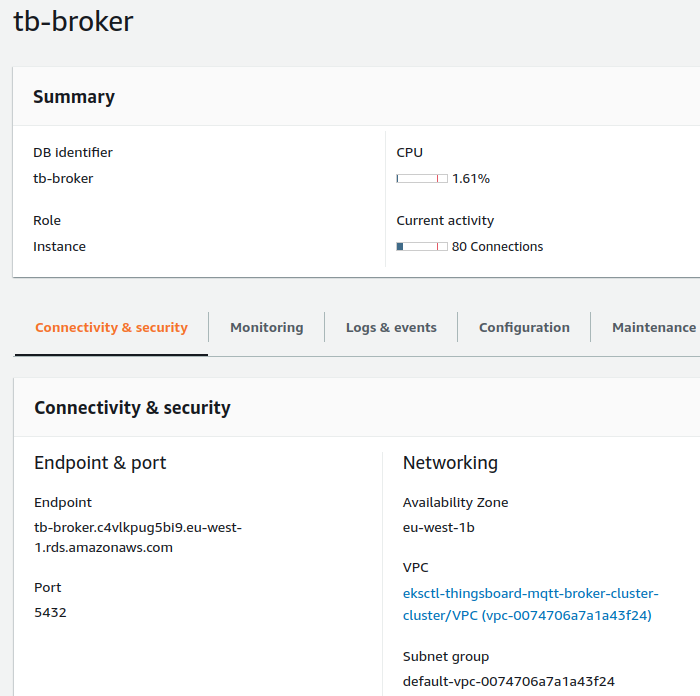 tb-broker
Summary
DB identifier
tb-broker
CPU
1.61%
Role
Instance
Current activity
80 Connections
Connectivity & security
Monitoring
Logs & events
Configuration
Maintenance
Connectivity & security
Endpoint & port
Endpoint
tb-broker.c4vlkpug5bi9.eu-west-
1.rds.amazonaws.com
Port
5432
Networking
Availability Zone
eu-west-1b
VPC
eksctl-thingsboard-mqtt-broker-cluster-
cluster/VPC (vpc-0074706a7a1a43f24)
Subnet group
default-vpc-0074706a7a1a43f24